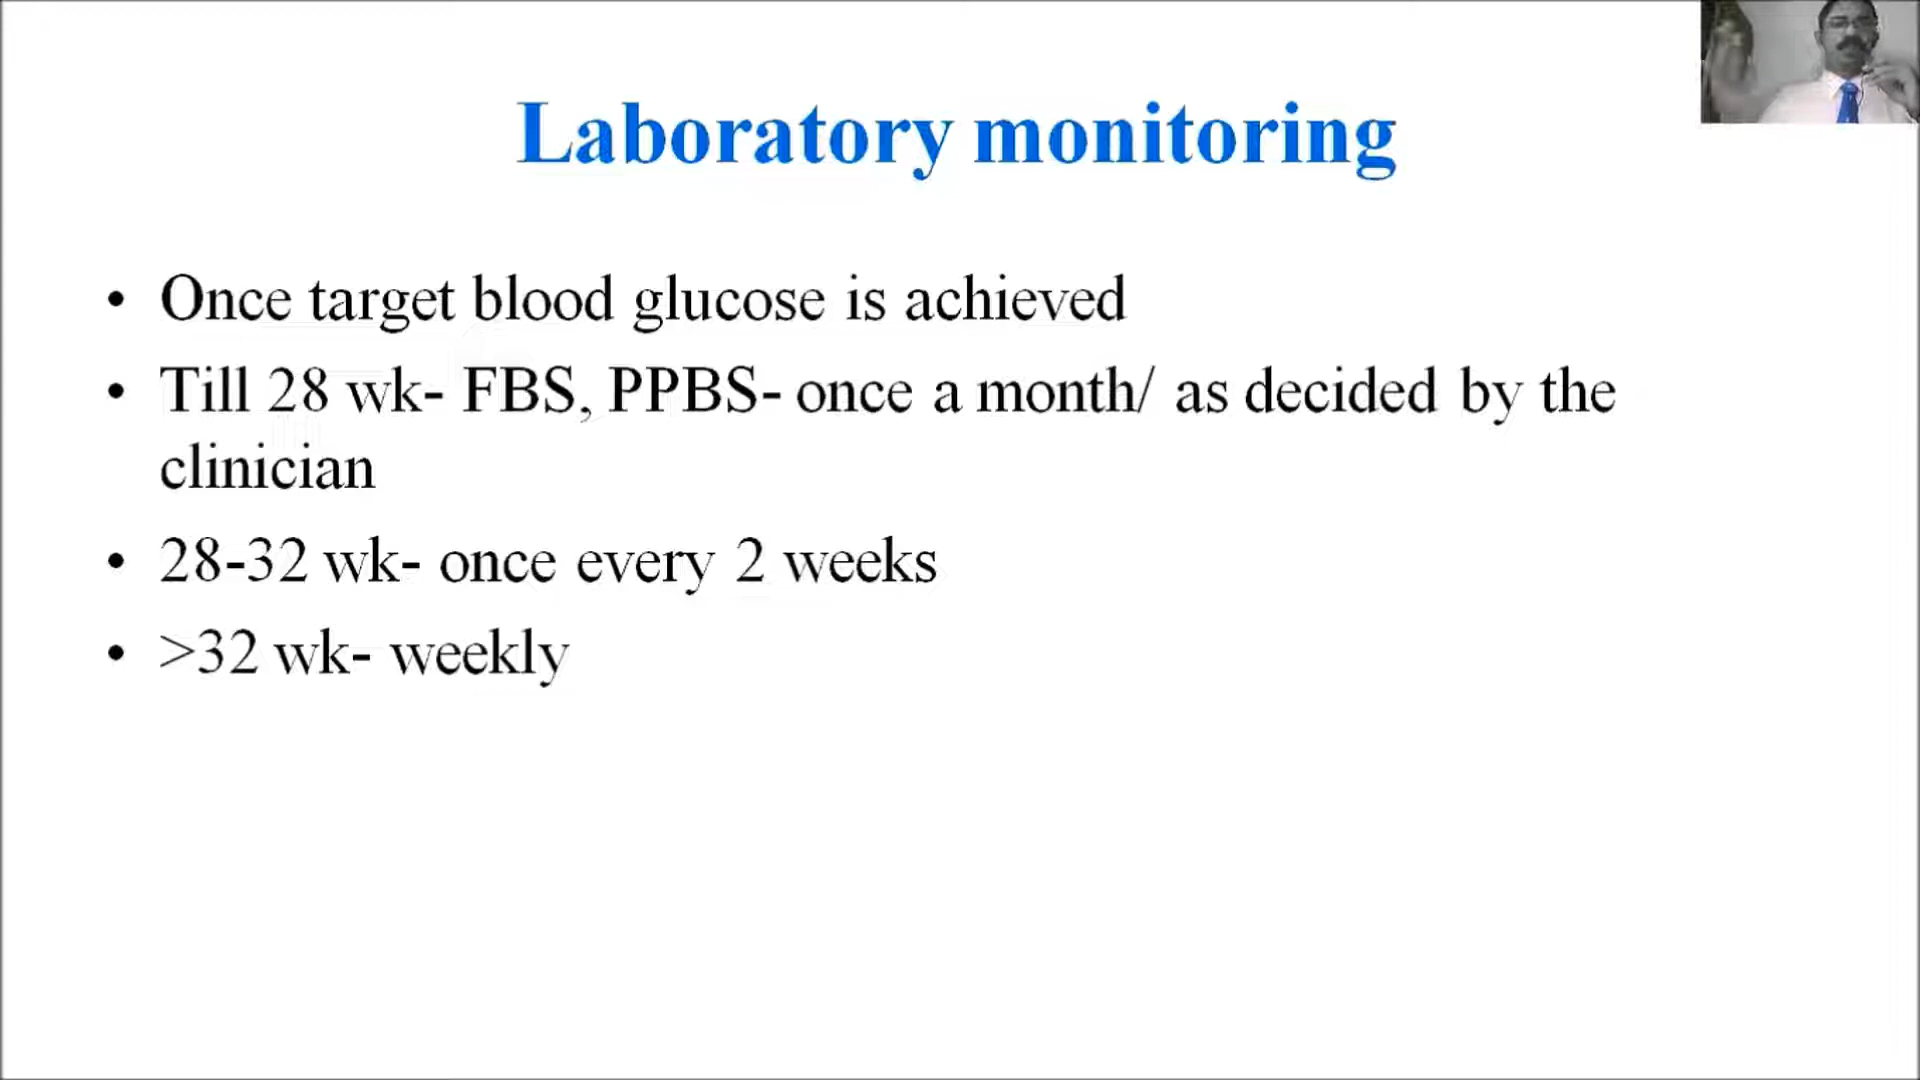 Laboratory monitoring
• Once target blood glucose is achieved
• Till 28 wk- FBS, PPBS- once a month/ as decided by the
clinician
• 28-32 wk- once every 2 weeks
• >32 wk- weekly